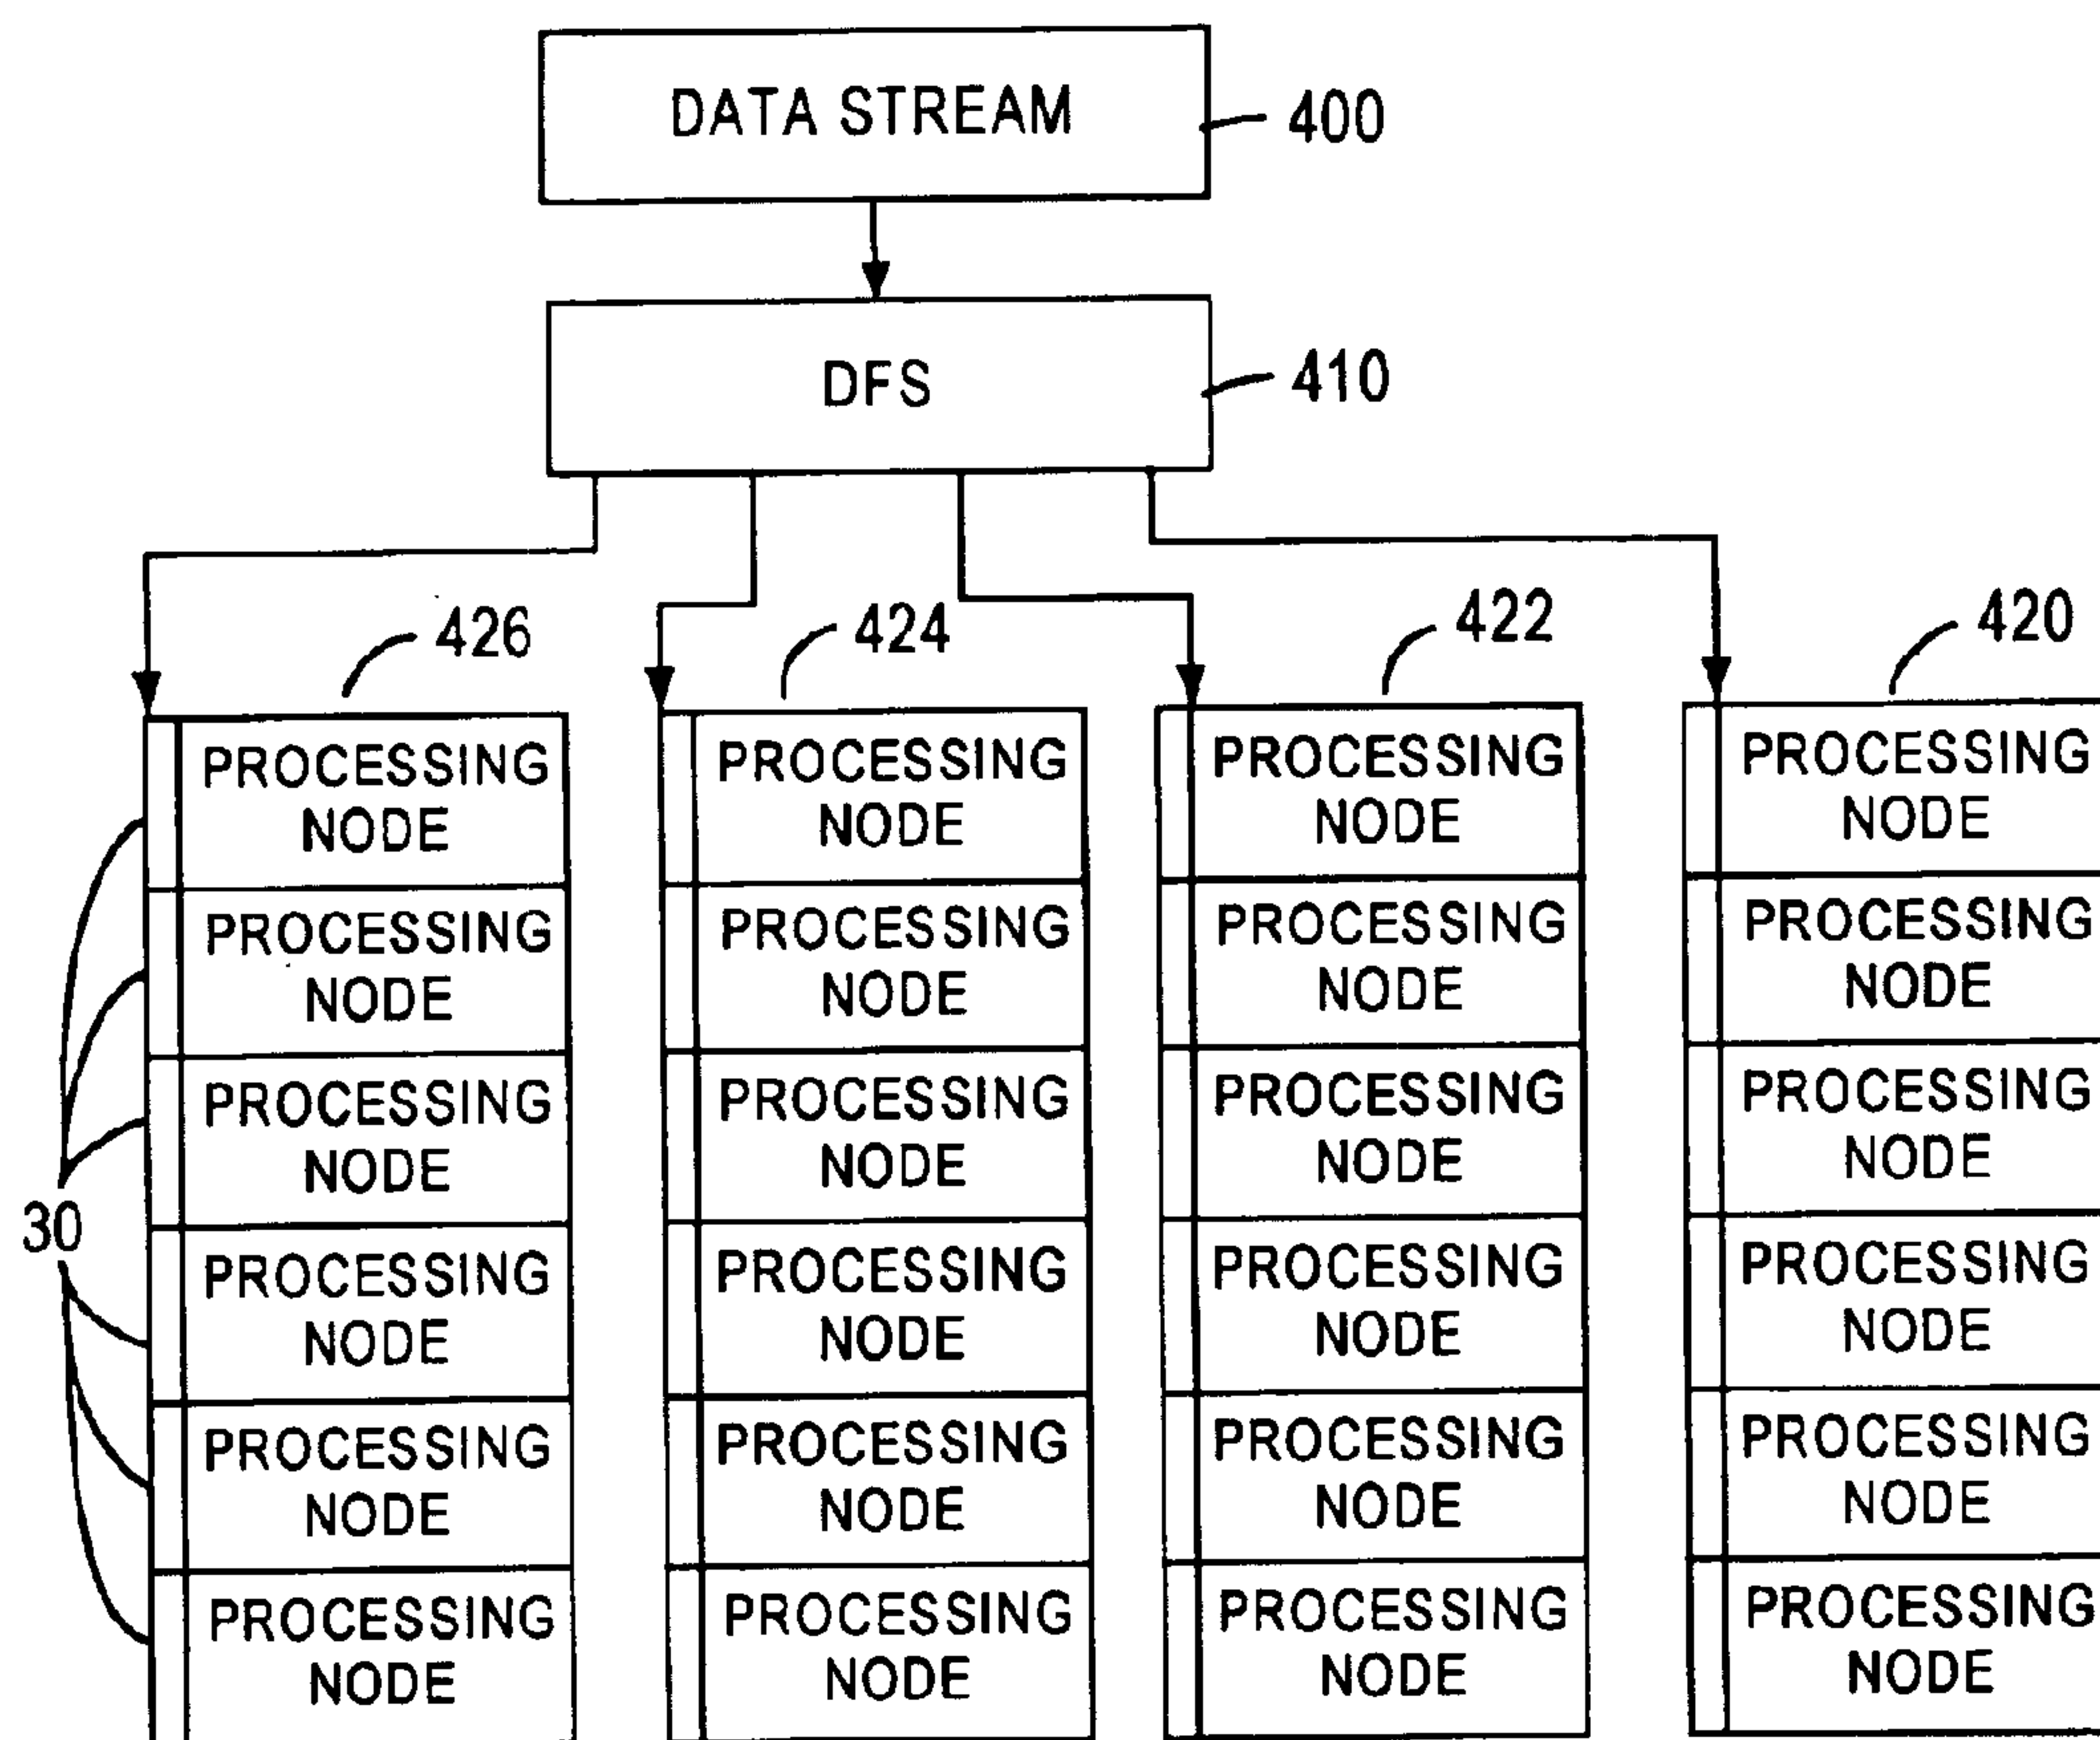 DATA STREAM
400
DFS
410
426
424
422
420
PROCESSING NODE
PROCESSING NODE
PROCESSING NODE
PROCESSING NODE
PROCESSING NODE
PROCESSING NODE
PROCESSING NODE
PROCESSING NODE
PROCESSING NODE
PROCESSING NODE
PROCESSING NODE
PROCESSING NODE
30
PROCESSING NODE
PROCESSING NODE
PROCESSING NODE
PROCESSING NODE
PROCESSING NODE
PROCESSING NODE
PROCESSING NODE
PROCESSING NODE
PROCESSING NODE
PROCESSING NODE
PROCESSING NODE
PROCESSING NODE